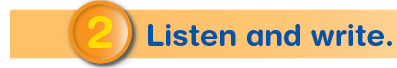 2 Listen and write.